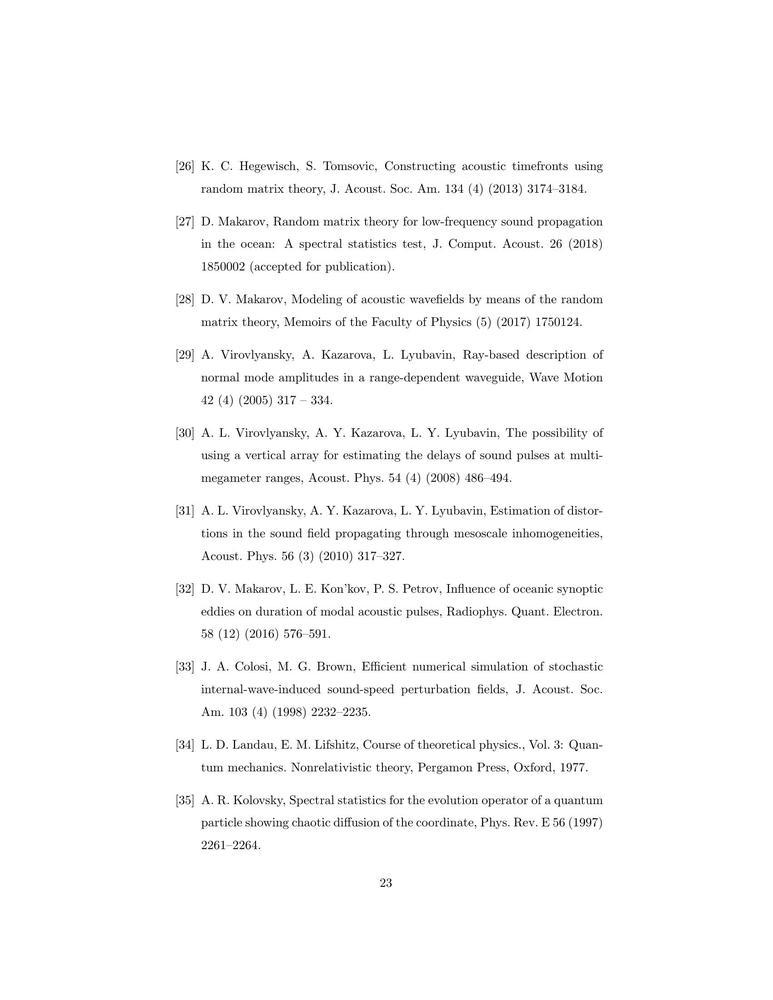 [26] K. C. Hegewisch, S. Tomsovic, Constructing acoustic timefronts using
random matrix theory, J. Acoust. Soc. Am. 134 (4) (2013) 3174–3184.
[27] D. Makarov, Random matrix theory for low-frequency sound propagation
in the ocean: A spectral statistics test, J. Comput. Acoust. 26 (2018)
1850002 (accepted for publication).
[28] D. V. Makarov, Modeling of acoustic wavefields by means of the random
matrix theory, Memoirs of the Faculty of Physics (5) (2017) 1750124.
[29] A. Virovlyansky, A. Kazarova, L. Lyubavin, Ray-based description of
normal mode amplitudes in a range-dependent waveguide, Wave Motion
42 (4) (2005) 317 – 334.
[30] A. L. Virovlyansky, A. Y. Kazarova, L. Y. Lyubavin, The possibility of
using a vertical array for estimating the delays of sound pulses at multi-
megameter ranges, Acoust. Phys. 54 (4) (2008) 486–494.
[31] A. L. Virovlyansky, A. Y. Kazarova, L. Y. Lyubavin, Estimation of distor-
tions in the sound field propagating through mesoscale inhomogeneities,
Acoust. Phys. 56 (3) (2010) 317–327.
[32] D. V. Makarov, L. E. Kon'kov, P. S. Petrov, Influence of oceanic synoptic
eddies on duration of modal acoustic pulses, Radiophys. Quant. Electron.
58 (12) (2016) 576–591.
[33] J. A. Colosi, M. G. Brown, Efficient numerical simulation of stochastic
internal-wave-induced sound-speed perturbation fields, J. Acoust. Soc.
Am. 103 (4) (1998) 2232–2235.
[34] L. D. Landau, E. M. Lifshitz, Course of theoretical physics., Vol. 3: Quan-
tum mechanics. Nonrelativistic theory, Pergamon Press, Oxford, 1977.
[35] A. R. Kolovsky, Spectral statistics for the evolution operator of a quantum
particle showing chaotic diffusion of the coordinate, Phys. Rev. E 56 (1997)
2261–2264.
23